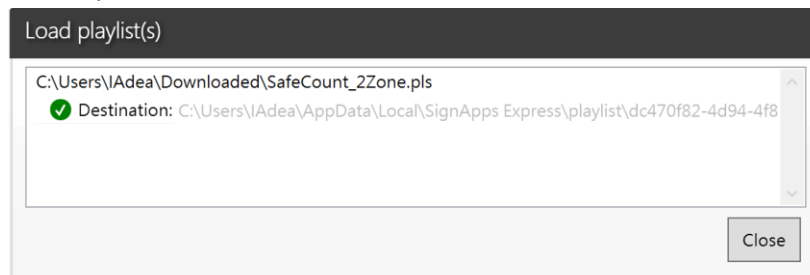 Load playlist(s)
C:\Users\IAdea\Downloaded\SafeCount_2Zone.pls
Destination: C:\Users\IAdea\AppData\Local\SignApps Express\playlist\dc470f82-4d94-4f8
Close